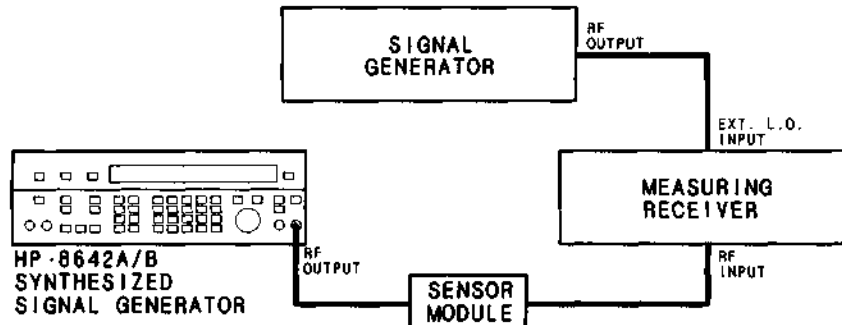 SIGNAL
GENERATOR
RF
OUTPUT
EXT. L.O.
INPUT
MEASURING
RECEIVER
HP-8642A/B
SYNTHESIZED
SIGNAL GENERATOR
RF
OUTPUT
RF
INPUT
SENSOR
MODULE